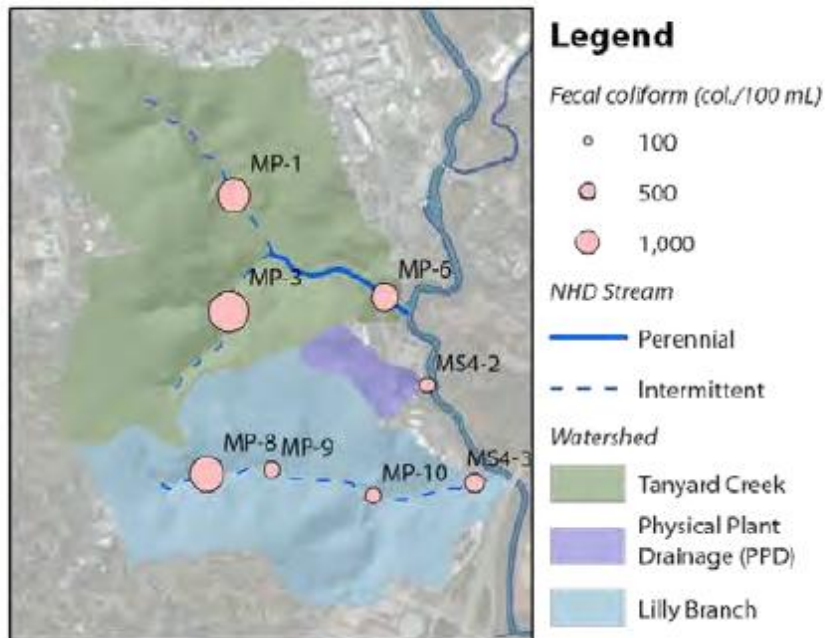 Legend
Fecal coliform (col./100 mL)
100
500
1,000
NHD Stream
Perennial
Intermittent
Watershed
Tanyard Creek
Physical Plant
Drainage (PPD)
Lilly Branch
MP-1
MP-3
MP-6
MS4-2
MP-8
MP-9
MP-10
MS4-3